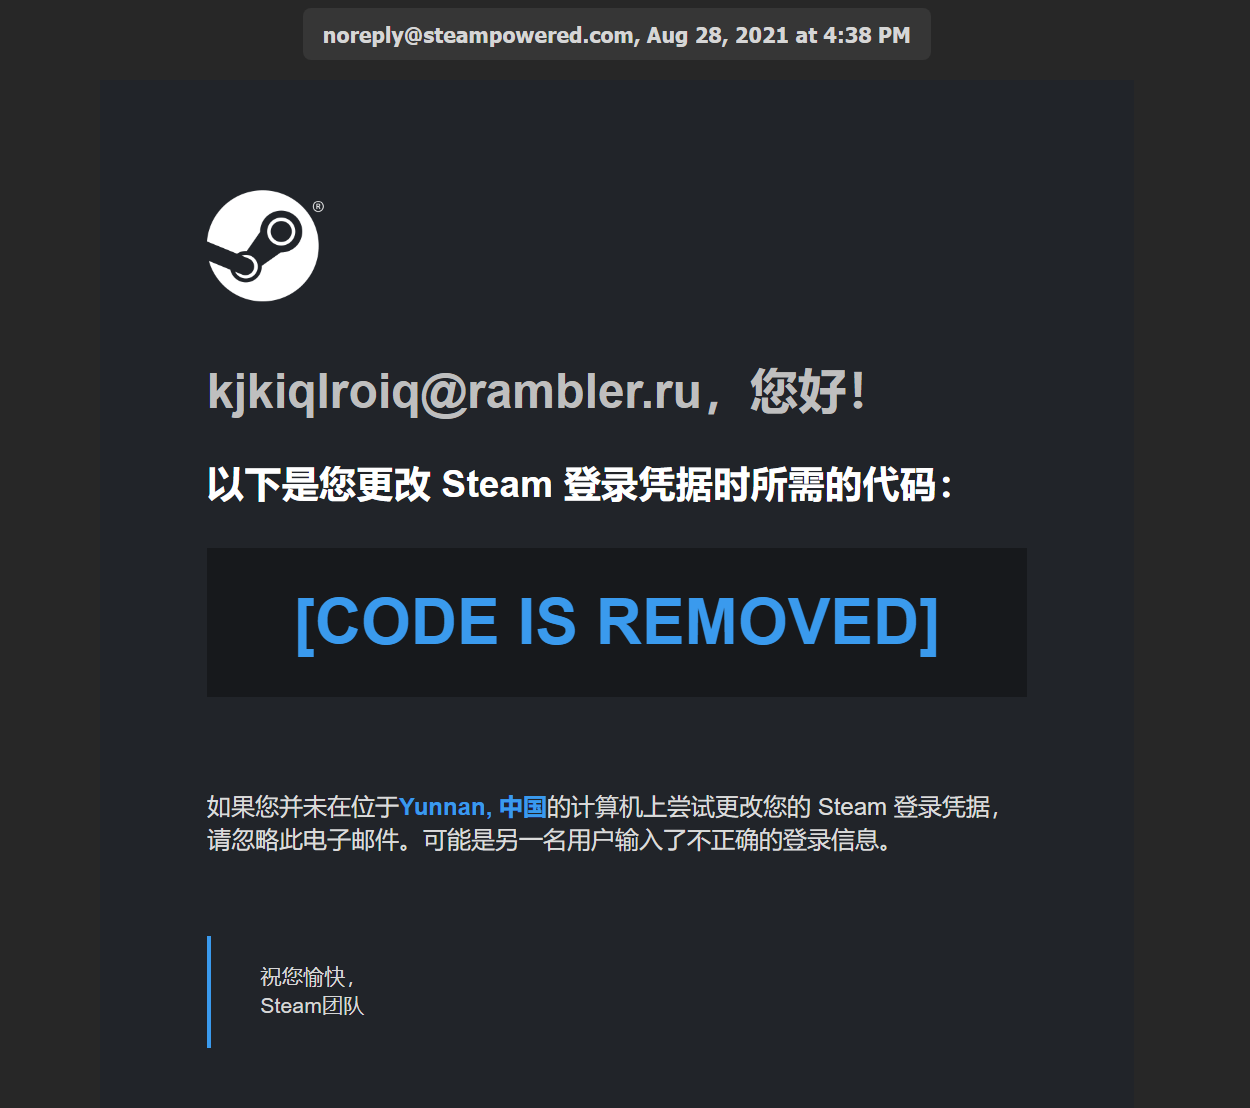 noreply@steampowered.com, Aug 28, 2021 at 4:38 PM
®
kjkiqlroiq@rambler.ru，您好！
以下是您更改 Steam 登录凭据时所需的代码：
[CODE IS REMOVED]
如果您并未在位于Yunnan, 中国的计算机上尝试更改您的 Steam 登录凭据，
请忽略此电子邮件。可能是另一名用户输入了不正确的登录信息。
祝您愉快，
Steam团队